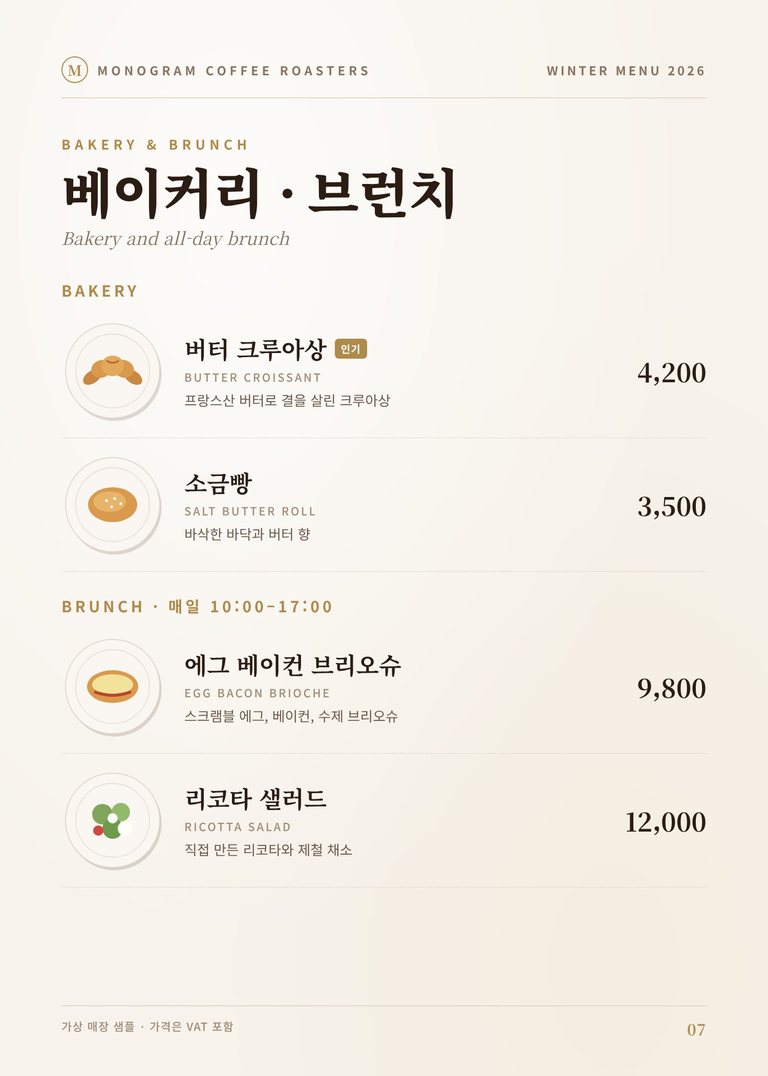 M MONOGRAM COFFEE ROASTERS
WINTER MENU 2026
BAKERY & BRUNCH
베이커리 · 브런치
Bakery and all-day brunch
BAKERY
버터 크루아상 인기
BUTTER CROISSANT
프랑스산 버터로 결을 살린 크루아상
4,200
소금빵
SALT BUTTER ROLL
바삭한 바닥과 버터 향
3,500
BRUNCH · 매일 10:00–17:00
에그 베이컨 브리오슈
EGG BACON BRIOCHE
스크램블 에그, 베이컨, 수제 브리오슈
9,800
리코타 샐러드
RICOTTA SALAD
직접 만든 리코타와 제철 채소
12,000
가상 매장 샘플 · 가격은 VAT 포함
07